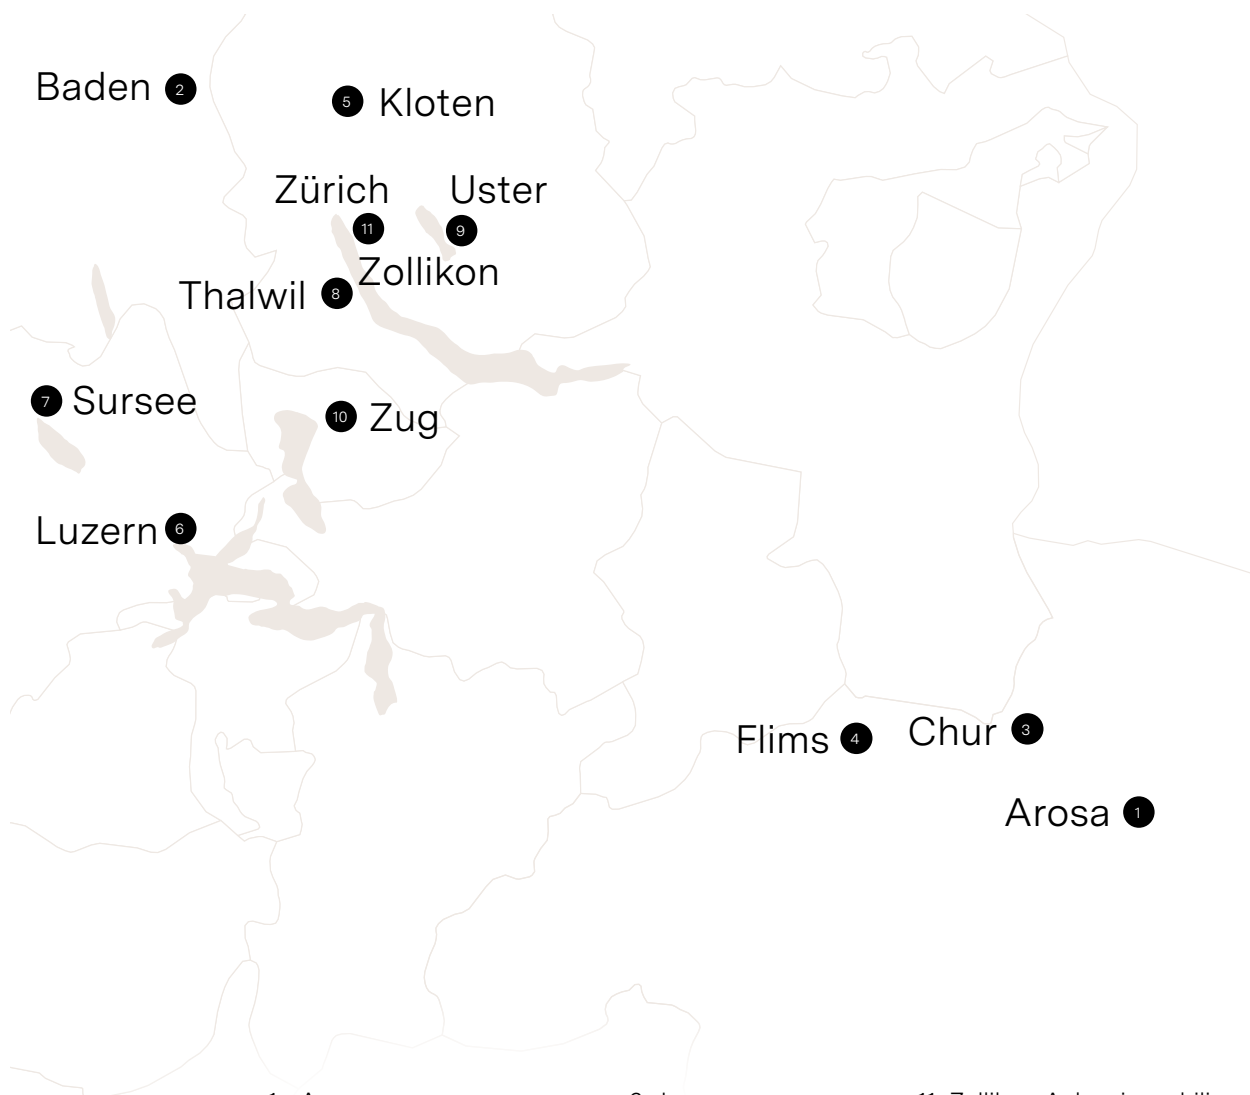 Baden 2
5 Kloten
Zürich
Uster
11
9
Zollikon
Thalwil 8
7 Sursee
10 Zug
Luzern 6
Flims 4
Chur 3
Arosa 1